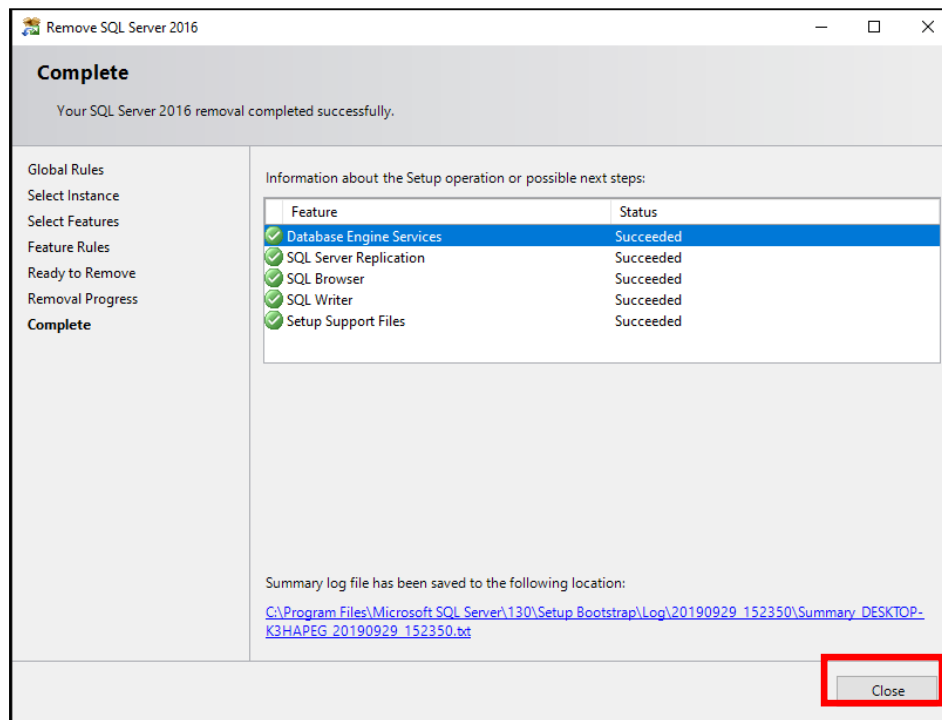 Remove SQL Server 2016
Complete
Your SQL Server 2016 removal completed successfully.
Global Rules
Select Instance
Select Features
Feature Rules
Ready to Remove
Removal Progress
Complete
Information about the Setup operation or possible next steps:
Feature Status
Database Engine Services Succeeded
SQL Server Replication Succeeded
SQL Browser Succeeded
SQL Writer Succeeded
Setup Support Files Succeeded
Summary log file has been saved to the following location:
C:\Program Files\Microsoft SQL Server\130\Setup Bootstrap\Log\20190929_152350\Summary_DESKTOP-
K3HAPEG_20190929_152350.txt
Close